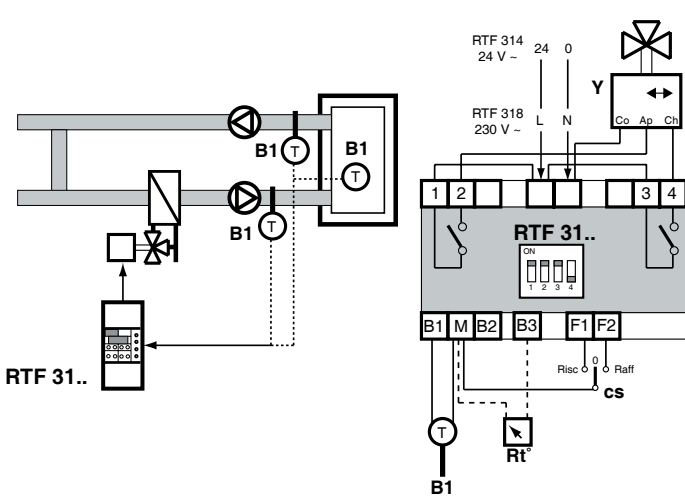 B1
T
B1
T
B1
T
RTF 31..
RTF 314
24 V ~
24 0
RTF 318
230 V ~
L N
Y
Co Ap Ch
1 2 3 4
RTF 31..
ON
1 2 3 4
B1 M B2 B3 F1 F2
Risc 0 Raff
cs
T
Rt°
B1